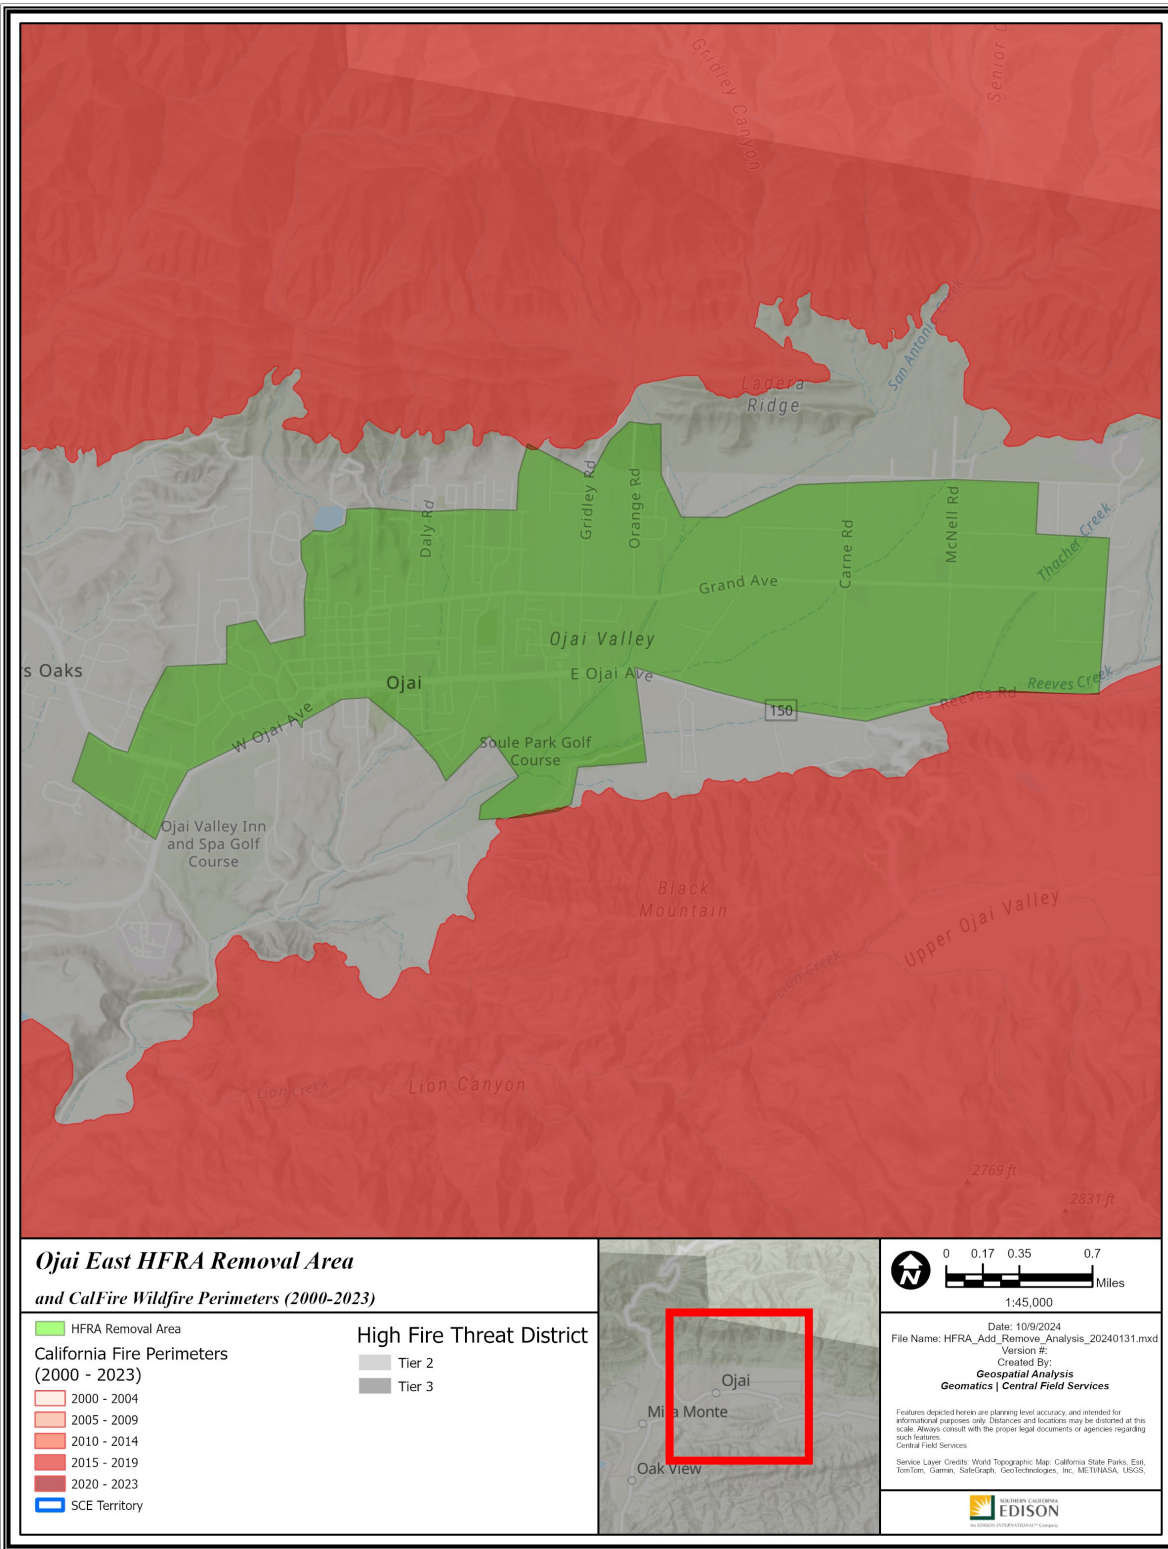 Gridley Canyon
Senior C
San Antonio Creek
Ladera
Ridge
Gridley Rd
Orange Rd
Daly Rd
Carne Rd
McNell Rd
Thacher Creek
Grand Ave
Ojai Valley
E Ojai Ave
s Oaks
Ojai
Reeves Creek
Reeves Rd
150
W Ojai Ave
Soule Park Golf
Course
Ojai Valley Inn
and Spa Golf
Course
Black
Mountain
Upper Ojai Valley
Lion Creek
Lion Creek
Lion Canyon
2769 ft
2831 ft
Ojai East HFRA Removal Area
and CalFire Wildfire Perimeters (2000-2023)
HFRA Removal Area
California Fire Perimeters
(2000 - 2023)
2000 - 2004
2005 - 2009
2010 - 2014
2015 - 2019
2020 - 2023
SCE Territory
High Fire Threat District
Tier 2
Tier 3
Ojai
Mira Monte
Oak View
N
0 0.17 0.35 0.7
Miles
1:45,000
Date: 10/9/2024
File Name: HFRA_Add_Remove_Analysis_20240131.mxd
Version #:
Created By:
Geospatial Analysis
Geomatics | Central Field Services
Features depicted herein are planning level accuracy, and intended for
informational purposes only. Distances and locations may be distorted at this
scale. Always consult with the proper legal documents or agencies regarding
such features.
Central Field Services
Service Layer Credits: World Topographic Map: California State Parks, Esri,
TomTom, Garmin, SafeGraph, GeoTechnologies, Inc, METI/NASA, USGS,
SOUTHERN CALIFORNIA
EDISON
An EDISON INTERNATIONAL℠ Company